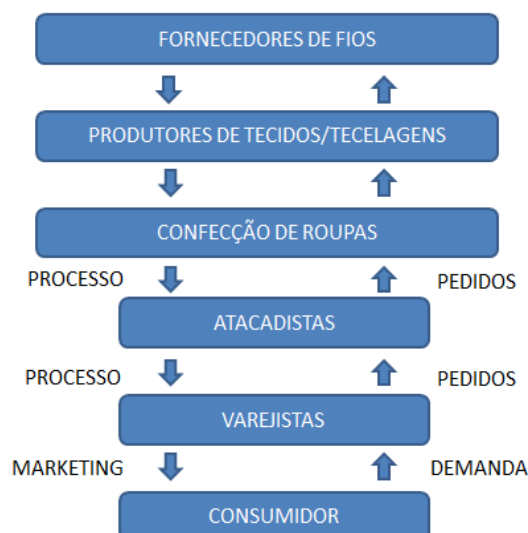 FORNECEDORES DE FIOS
PRODUTORES DE TECIDOS/TECELAGENS
CONFECÇÃO DE ROUPAS
PROCESSO PEDIDOS
ATACADISTAS
PROCESSO PEDIDOS
VAREJISTAS
MARKETING DEMANDA
CONSUMIDOR